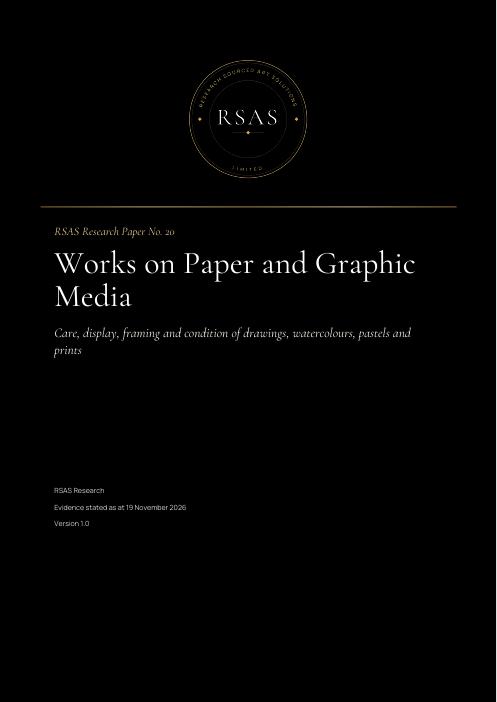 RESEARCH SOURCED ART SOLUTIONS
RSAS
LIMITED
RSAS Research Paper No. 20
Works on Paper and Graphic
Media
Care, display, framing and condition of drawings, watercolours, pastels and
prints
RSAS Research
Evidence stated as at 19 November 2026
Version 1.0